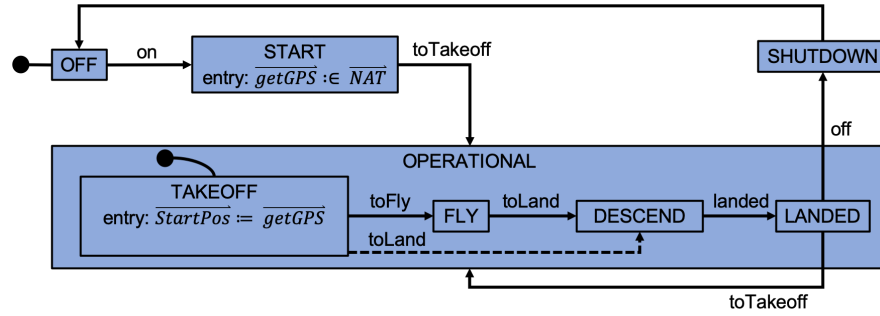 OFF
on
START
entry: getGPS :∈ NAT
toTakeoff
SHUTDOWN
off
OPERATIONAL
TAKEOFF
entry: StartPos := getGPS
toFly
FLY
toLand
DESCEND
landed
LANDED
toLand
toTakeoff